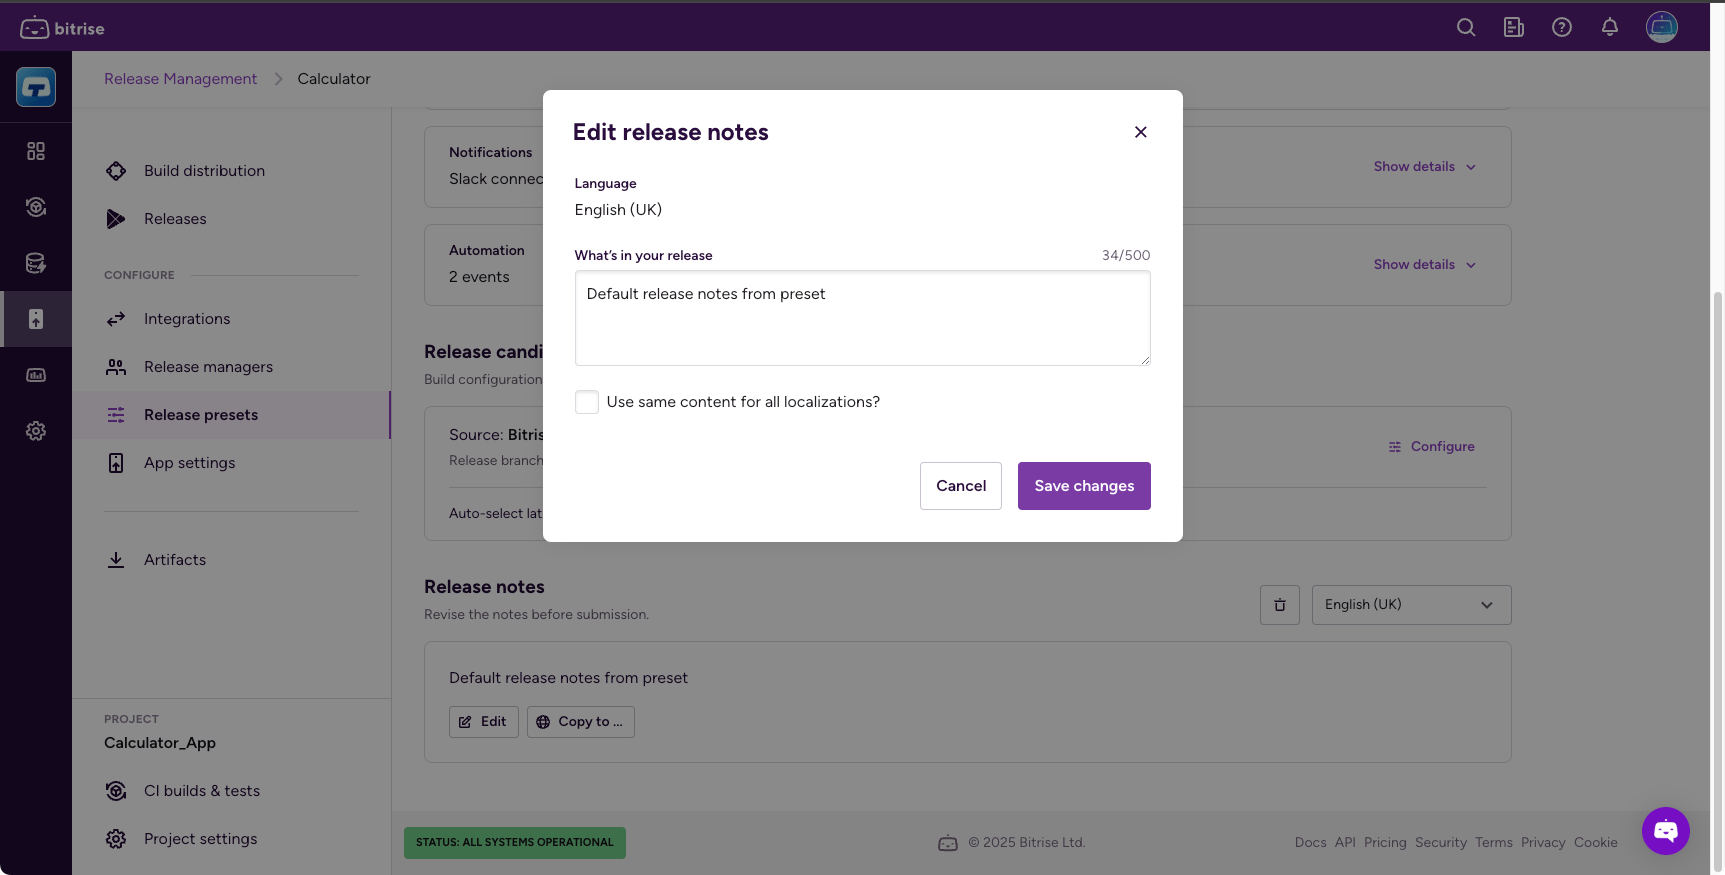 bitrise
Release Management
Calculator
Build distribution
Releases
CONFIGURE
Integrations
Release managers
Release presets
App settings
Artifacts
PROJECT
Calculator_App
CI builds & tests
Project settings
Notifications
Slack connec
Show details
Automation
2 events
Show details
Release candi
Build configuration
Source: Bitris
Release branch
Configure
Auto-select lat
Edit release notes
Language
English (UK)
What's in your release
34/500
Default release notes from preset
Use same content for all localizations?
Cancel
Save changes
Release notes
Revise the notes before submission.
English (UK)
Default release notes from preset
Edit
Copy to ...
STATUS: ALL SYSTEMS OPERATIONAL
© 2025 Bitrise Ltd.
Docs API Pricing Security Terms Privacy Cookie